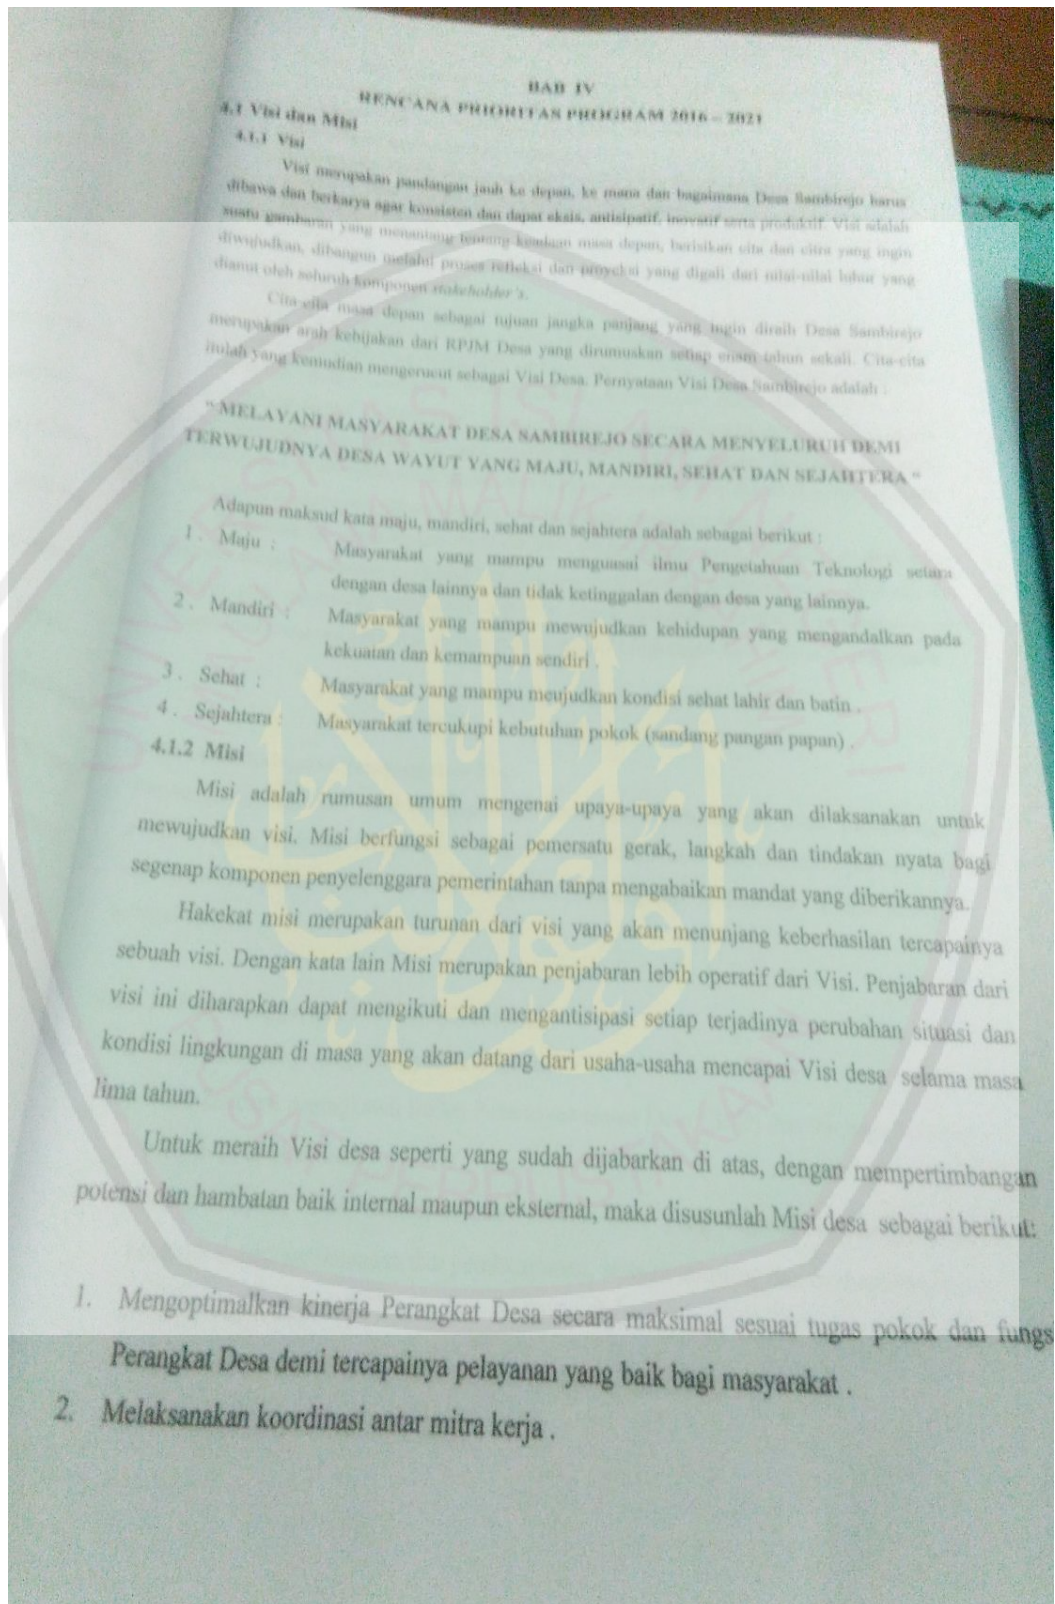 BAB IV
RENCANA PRIORITAS PROGRAM 2016 – 2021
4.1 Visi dan Misi
4.1.1 Visi
Visi merupakan pandangan jauh ke depan, ke mana dan bagaimana Desa Sambirejo harus
dibawa dan berkarya agar konsisten dan dapat eksis, antisipatif, inovatif serta produktif. Visi adalah
suatu gambaran yang menantang tentang keadaan masa depan, berisikan cita dan citra yang ingin
diwujudkan, dibangun melalui proses refleksi dan proyeksi yang digali dari nilai-nilai luhur yang
dianut oleh seluruh komponen stakeholder's.
Cita-cita masa depan sebagai tujuan jangka panjang yang ingin diraih Desa Sambirejo
merupakan arah kebijakan dari RPJM Desa yang dirumuskan setiap enam tahun sekali. Cita-cita
itulah yang kemudian mengerucut sebagai Visi Desa. Pernyataan Visi Desa Sambirejo adalah :
“ MELAYANI MASYARAKAT DESA SAMBIREJO SECARA MENYELURUH DEMI
TERWUJUDNYA DESA WAYUT YANG MAJU, MANDIRI, SEHAT DAN SEJAHTERA “
Adapun maksud kata maju, mandiri, sehat dan sejahtera adalah sebagai berikut :
1 . Maju : Masyarakat yang mampu menguasai ilmu Pengetahuan Teknologi setara
dengan desa lainnya dan tidak ketinggalan dengan desa yang lainnya.
2 . Mandiri : Masyarakat yang mampu mewujudkan kehidupan yang mengandalkan pada
kekuatan dan kemampuan sendiri .
3 . Sehat : Masyarakat yang mampu meujudkan kondisi sehat lahir dan batin .
4 . Sejahtera : Masyarakat tercukupi kebutuhan pokok (sandang pangan papan) .
4.1.2 Misi
Misi adalah rumusan umum mengenai upaya-upaya yang akan dilaksanakan untuk
mewujudkan visi. Misi berfungsi sebagai pemersatu gerak, langkah dan tindakan nyata bagi
segenap komponen penyelenggara pemerintahan tanpa mengabaikan mandat yang diberikannya.
Hakekat misi merupakan turunan dari visi yang akan menunjang keberhasilan tercapainya
sebuah visi. Dengan kata lain Misi merupakan penjabaran lebih operatif dari Visi. Penjabaran dari
visi ini diharapkan dapat mengikuti dan mengantisipasi setiap terjadinya perubahan situasi dan
kondisi lingkungan di masa yang akan datang dari usaha-usaha mencapai Visi desa selama masa
lima tahun.
Untuk meraih Visi desa seperti yang sudah dijabarkan di atas, dengan mempertimbangan
potensi dan hambatan baik internal maupun eksternal, maka disusunlah Misi desa sebagai berikut:
1. Mengoptimalkan kinerja Perangkat Desa secara maksimal sesuai tugas pokok dan fungsi
Perangkat Desa demi tercapainya pelayanan yang baik bagi masyarakat .
2. Melaksanakan koordinasi antar mitra kerja .